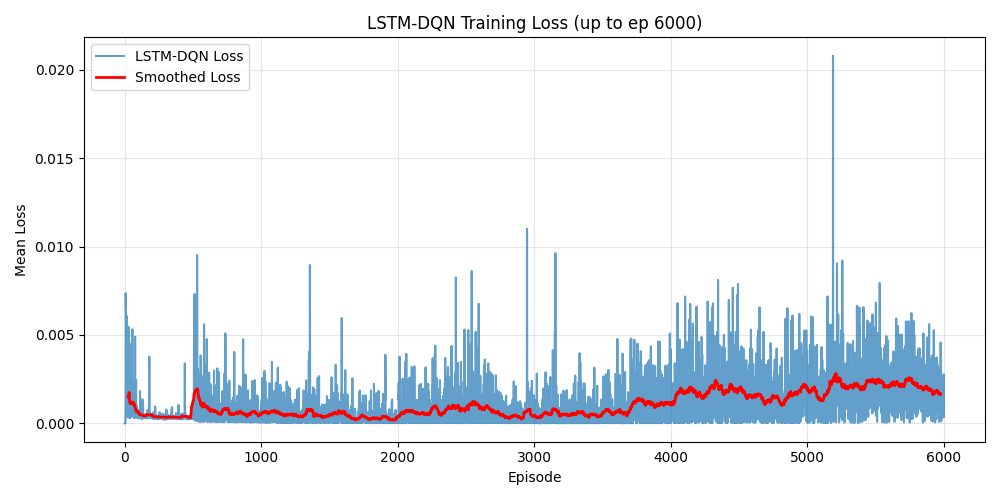 LSTM-DQN Training Loss (up to ep 6000)
LSTM-DQN Loss
Smoothed Loss
Mean Loss
0.020
0.015
0.010
0.005
0.000
0 1000 2000 3000 4000 5000 6000
Episode